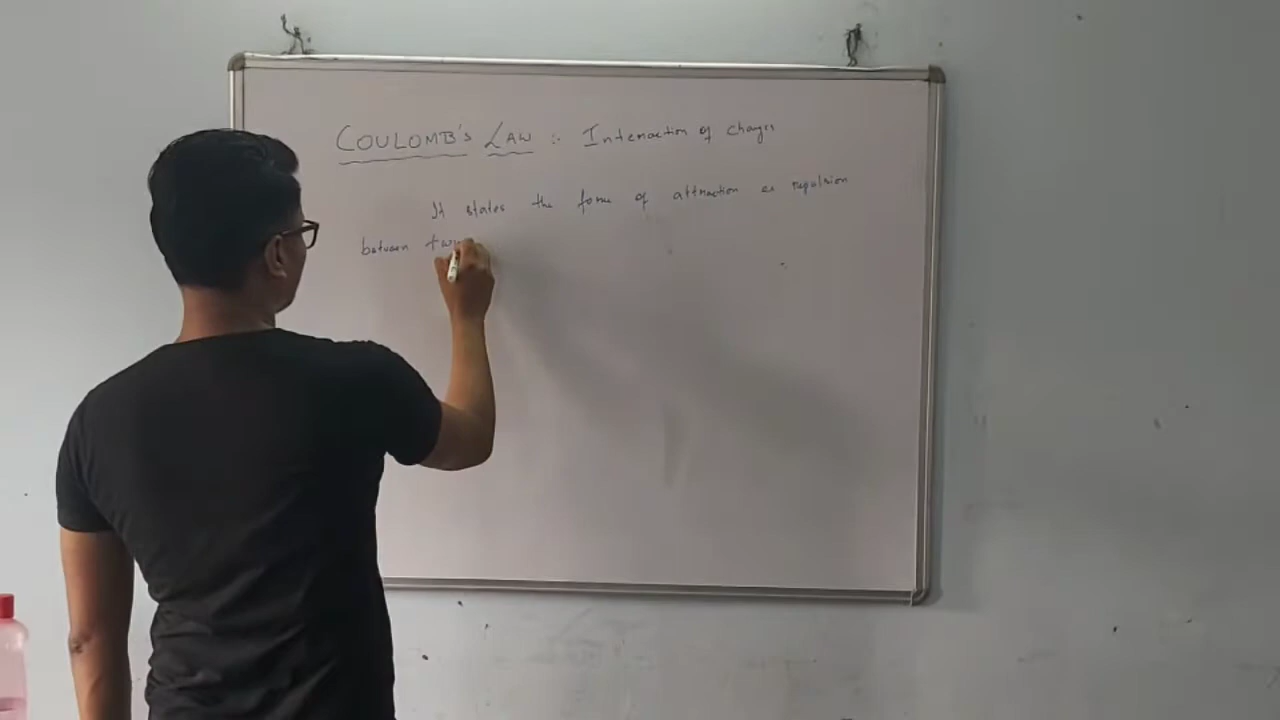 COULOMB's LAW :- Interaction of charges
It states the force of attraction or repulsion
between two